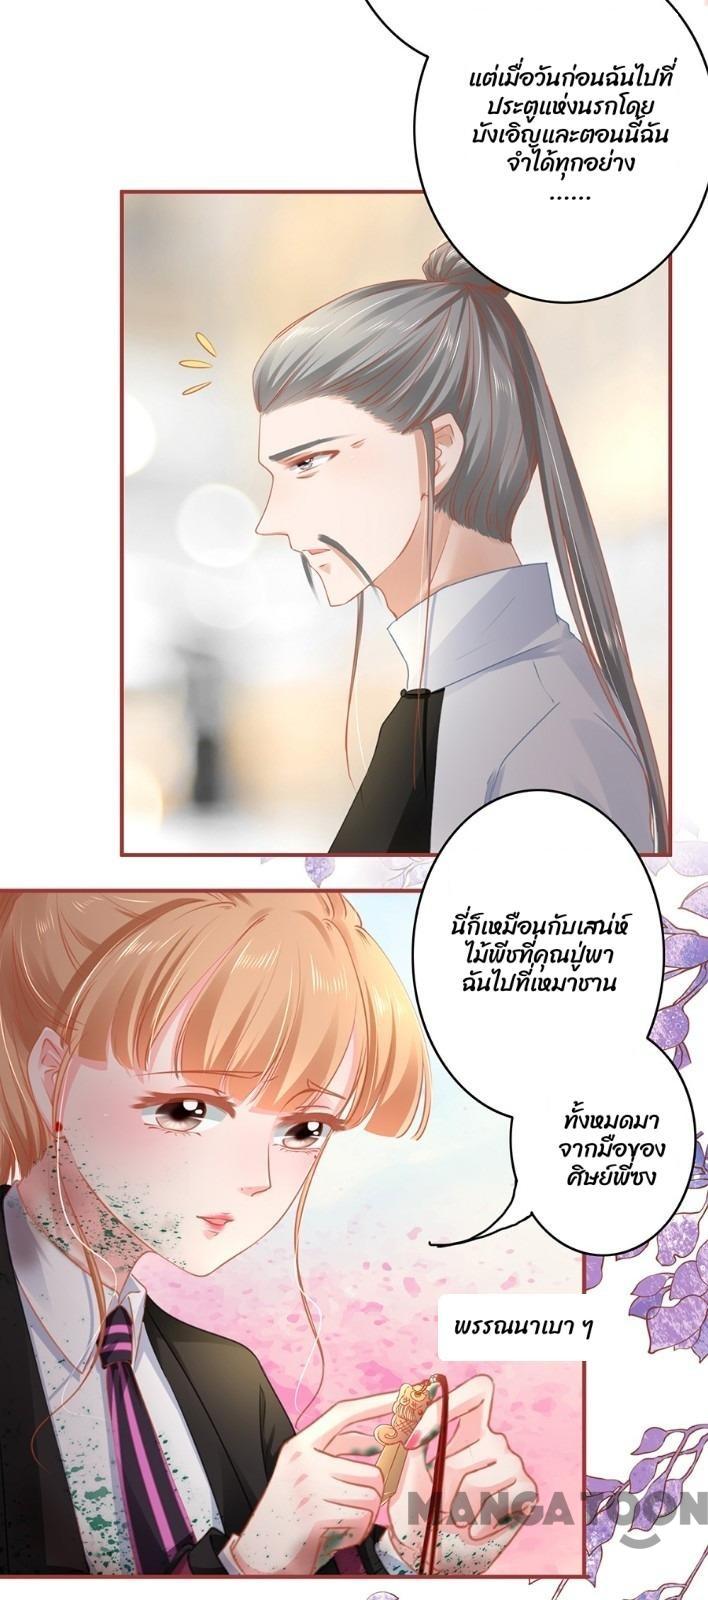 แต่เมื่อวันก่อนฉันไปที่
ประตูแห่งนรกโดย
บังเอิญและตอนนี้ฉัน
จำได้ทุกอย่าง
......
นี่ก็เหมือนกับเสน่ห์
ไม้พีชที่คุณปู่พา
ฉันไปที่เหมาซาน
ทั้งหมดมา
จากมือของ
ศิษย์พี่ซง
พรรณนาเบา ๆ
MANGATOON